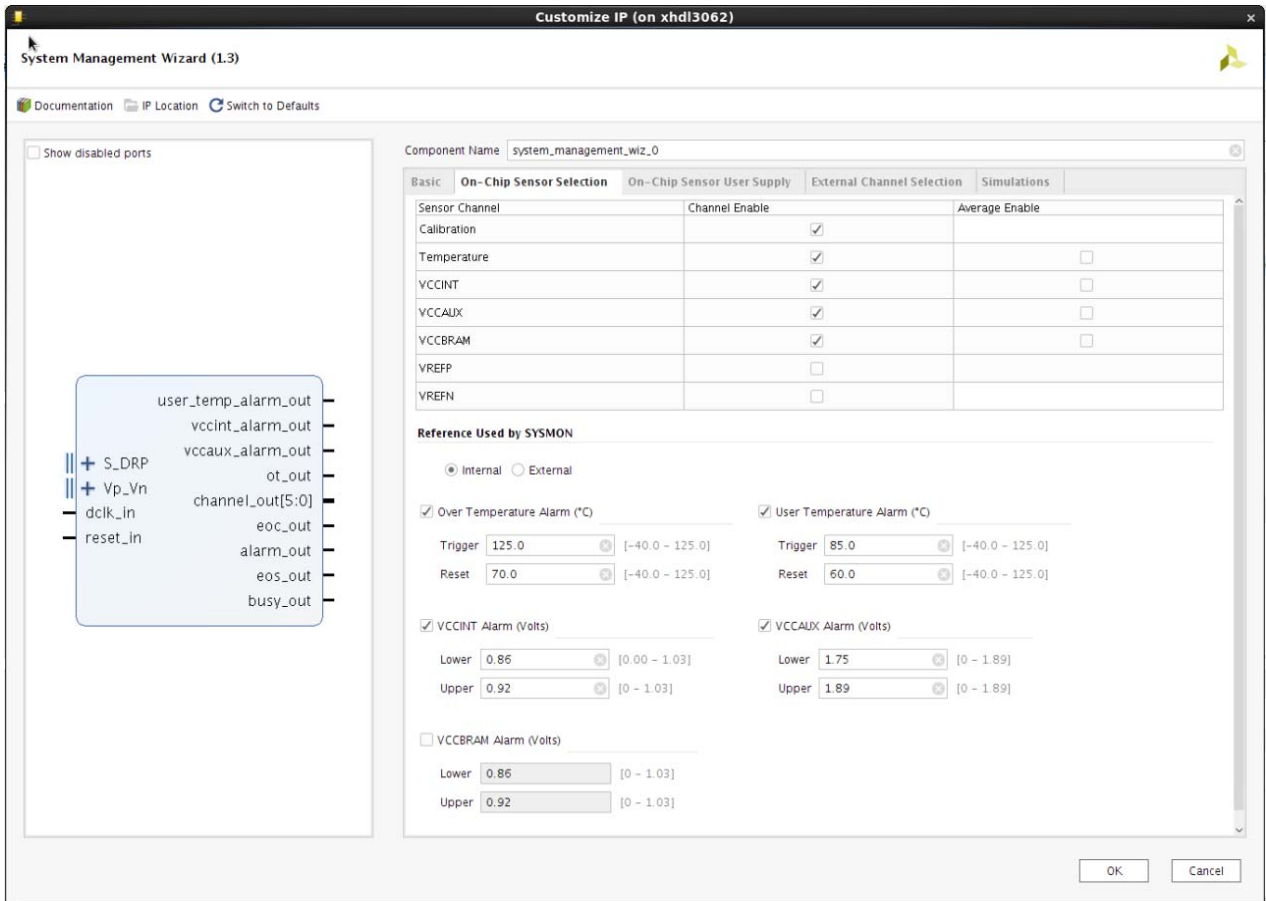 Customize IP (on xhdl3062)
System Management Wizard (1.3)
Documentation IP Location Switch to Defaults
Show disabled ports
user_temp_alarm_out
vccint_alarm_out
vccaux_alarm_out
ot_out
channel_out[5:0]
eoc_out
alarm_out
eos_out
busy_out
S_DRP
Vp_Vn
dclk_in
reset_in
Component Name system_management_wiz_0
Basic On-Chip Sensor Selection On-Chip Sensor User Supply External Channel Selection Simulations
Sensor Channel Channel Enable Average Enable
Calibration
Temperature
VCCINT
VCCAUX
VCCBRAM
VREFP
VREFN
Reference Used by SYSMON
Internal External
Over Temperature Alarm (°C) User Temperature Alarm (°C)
Trigger 125.0 [-40.0 - 125.0] Trigger 85.0 [-40.0 - 125.0]
Reset 70.0 [-40.0 - 125.0] Reset 60.0 [-40.0 - 125.0]
VCCINT Alarm (Volts) VCCAUX Alarm (Volts)
Lower 0.86 [0.00 - 1.03] Lower 1.75 [0 - 1.89]
Upper 0.92 [0 - 1.03] Upper 1.89 [0 - 1.89]
VCCBRAM Alarm (Volts)
Lower 0.86 [0 - 1.03]
Upper 0.92 [0 - 1.03]
OK Cancel